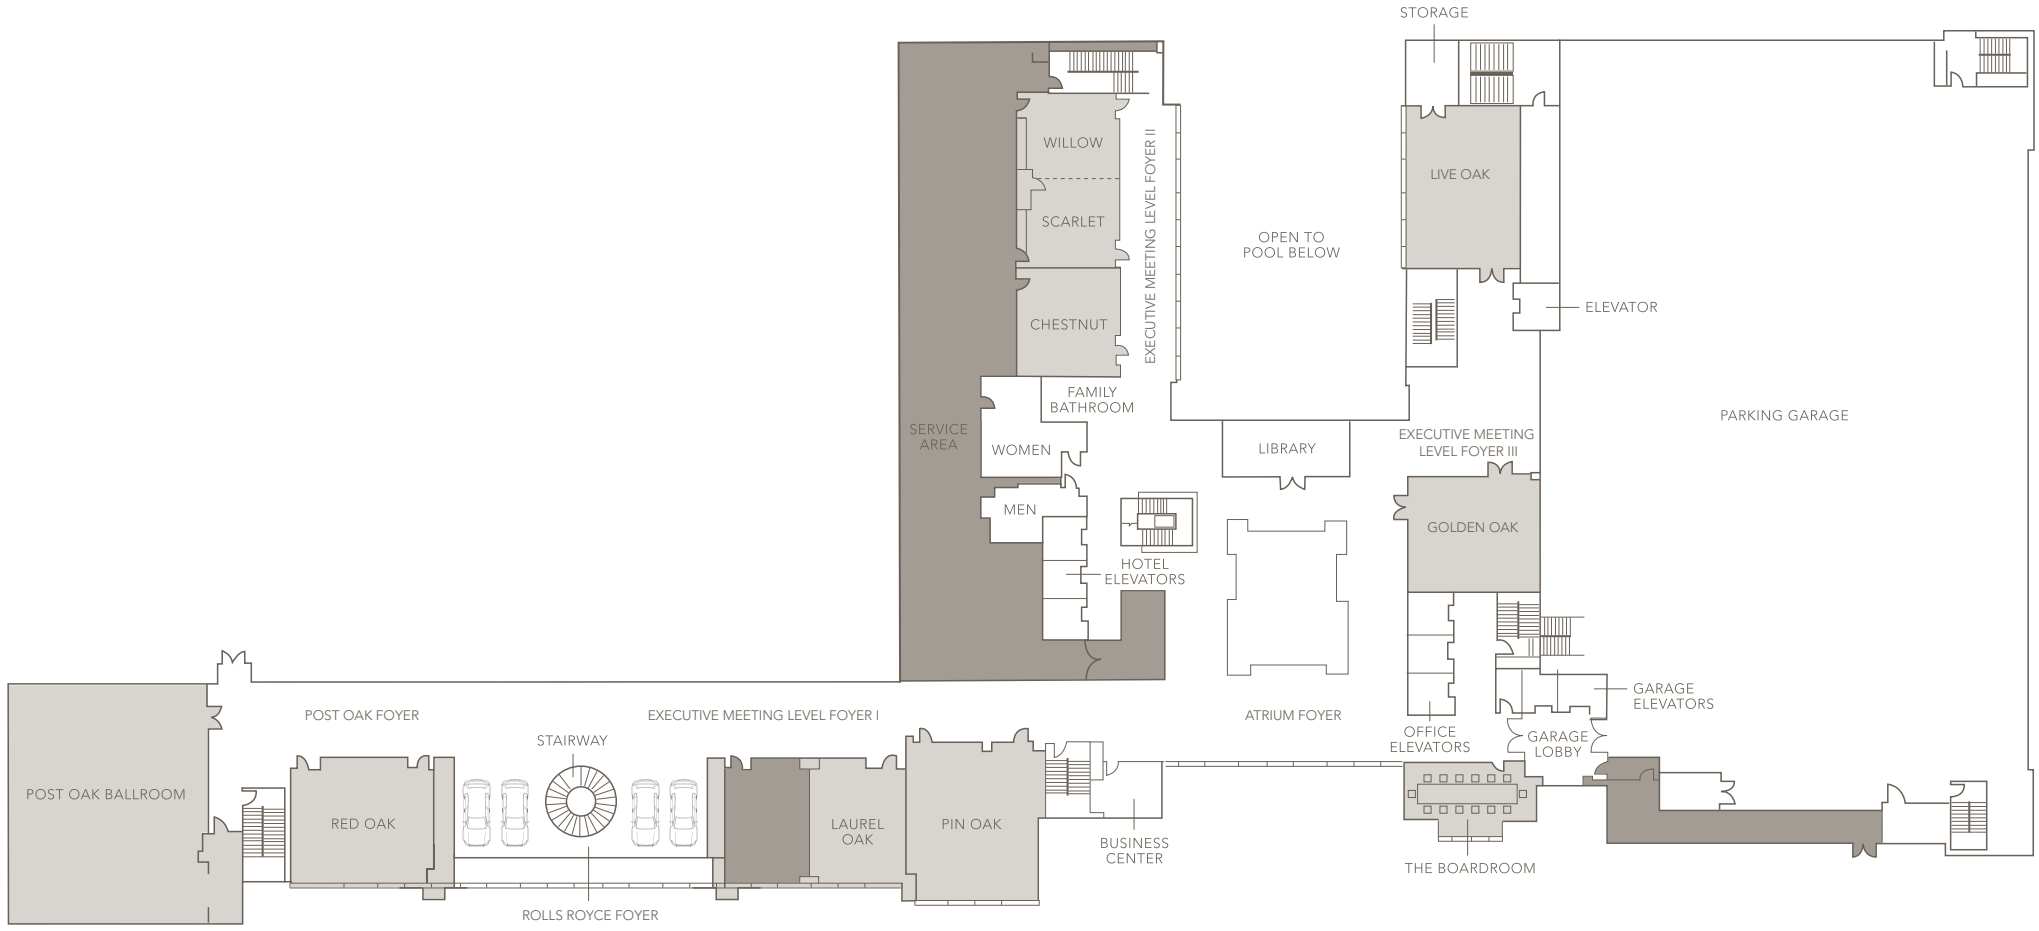 STORAGE
WILLOW
SCARLET
CHESTNUT
EXECUTIVE MEETING LEVEL FOYER II
OPEN TO
POOL BELOW
LIVE OAK
ELEVATOR
PARKING GARAGE
FAMILY
BATHROOM
SERVICE
AREA
WOMEN
MEN
LIBRARY
EXECUTIVE MEETING
LEVEL FOYER III
GOLDEN OAK
HOTEL
ELEVATORS
GARAGE
ELEVATORS
POST OAK FOYER
EXECUTIVE MEETING LEVEL FOYER I
ATRIUM FOYER
OFFICE
ELEVATORS
GARAGE
LOBBY
STAIRWAY
POST OAK BALLROOM
RED OAK
LAUREL
OAK
PIN OAK
BUSINESS
CENTER
THE BOARDROOM
ROLLS ROYCE FOYER